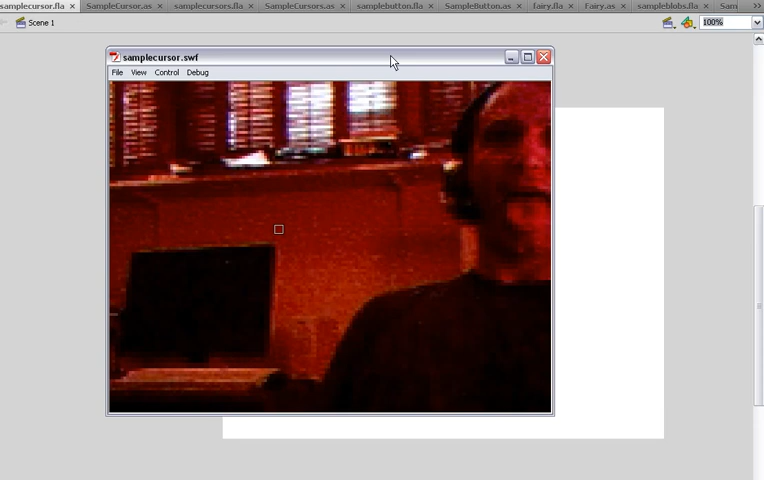 samplecursor.fla × SampleCursor.as × samplecursors.fla × SampleCursors.as × samplebutton.fla × SampleButton.as × fairy.fla × Fairy.as × sampleblobs.fla × Sam
Scene 1
100%
samplecursor.swf
File View Control Debug